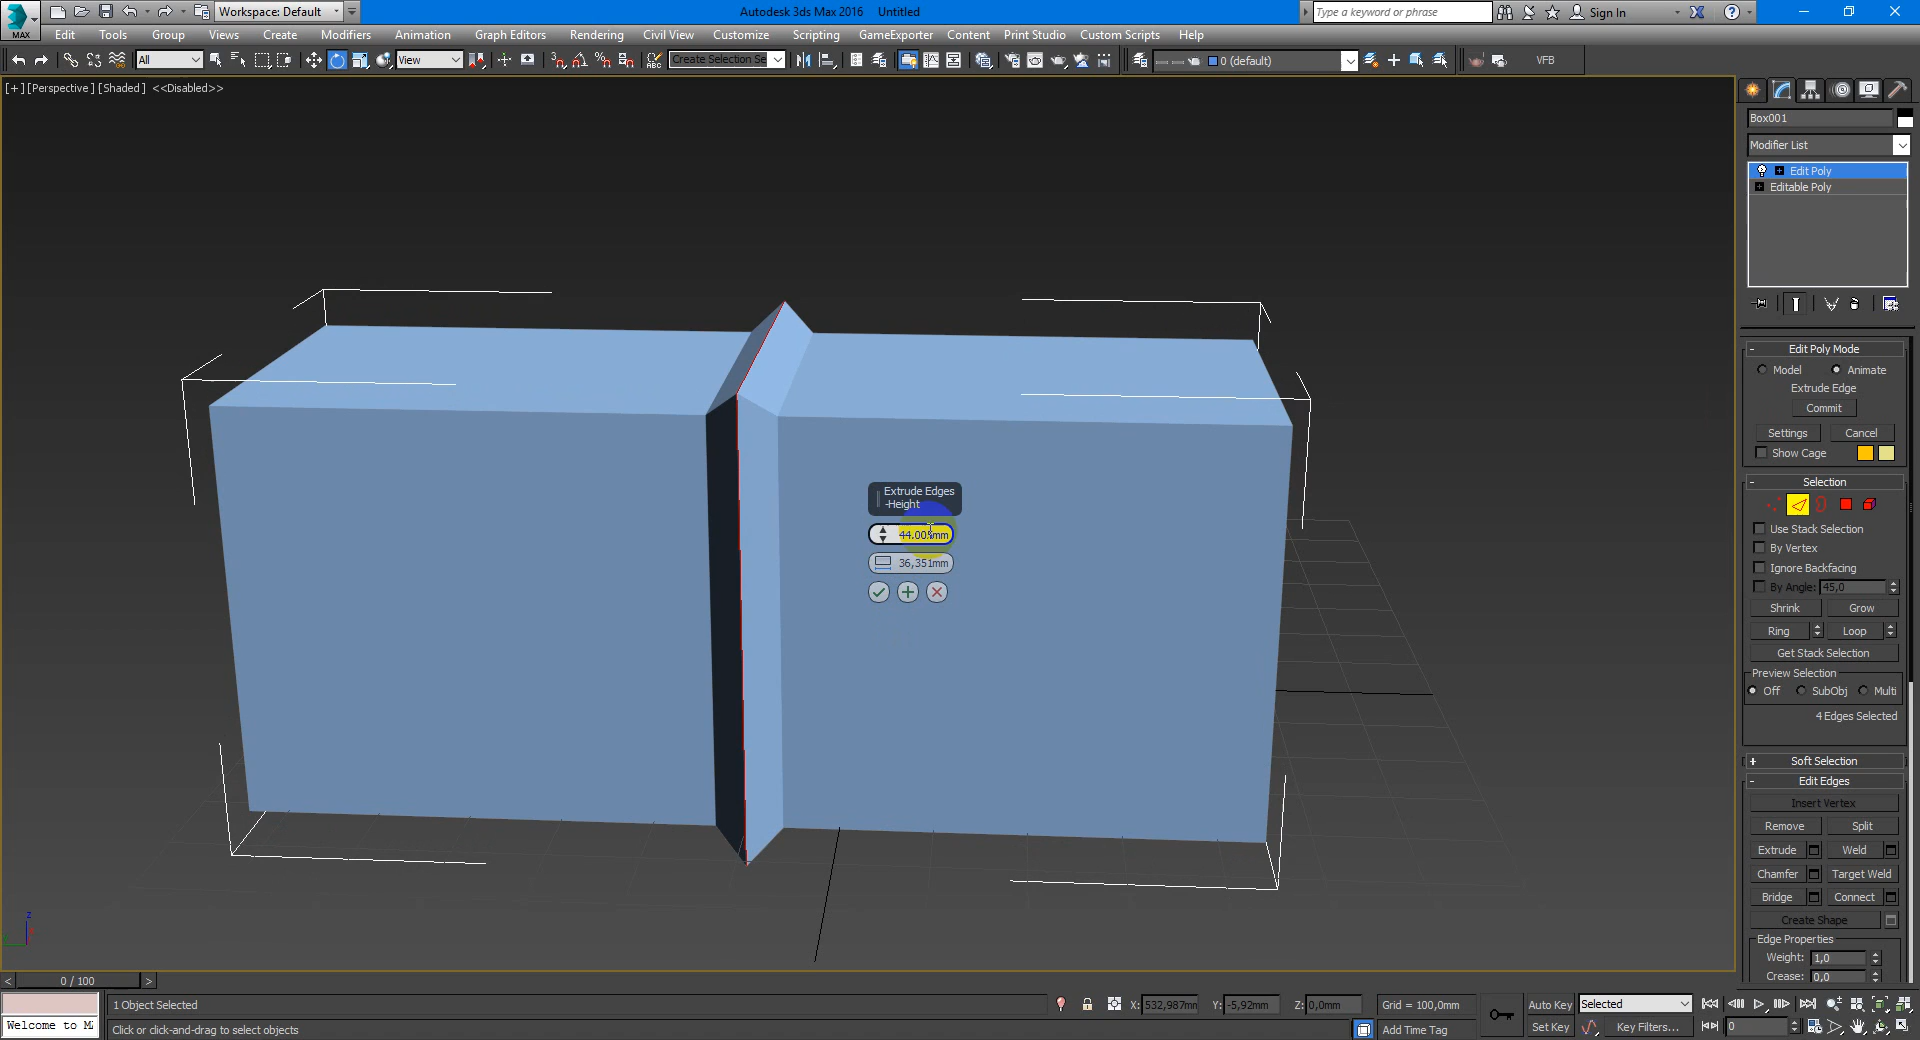 Workspace: Default
Autodesk 3ds Max 2016 Untitled
Type a keyword or phrase
Sign In
MAX
Edit Tools Group Views Create Modifiers Animation Graph Editors Rendering Civil View Customize Scripting GameExporter Content Print Studio Custom Scripts Help
All
View
Create Selection Se
0 (default)
VFB
[+] [Perspective] [Shaded] <<Disabled>>
Box001
Modifier List
Edit Poly
Editable Poly
Edit Poly Mode
Model Animate
Extrude Edge
Commit
Settings Cancel
Show Cage
Selection
Use Stack Selection
By Vertex
Ignore Backfacing
By Angle: 45,0
Shrink Grow
Ring Loop
Get Stack Selection
Preview Selection
Off SubObj Multi
4 Edges Selected
Soft Selection
Edit Edges
Insert Vertex
Remove Split
Extrude Weld
Chamfer Target Weld
Bridge Connect
Create Shape
Edge Properties
Weight: 1,0
Crease: 0,0
Extrude Edges
-Height
36,351mm
z
0 / 100
1 Object Selected
X: 532,987mm Y: -5,92mm Z: 0,0mm
Grid = 100,0mm
Auto Key
Selected
Welcome to M
Click or click-and-drag to select objects
Add Time Tag
Set Key
Key Filters...
0